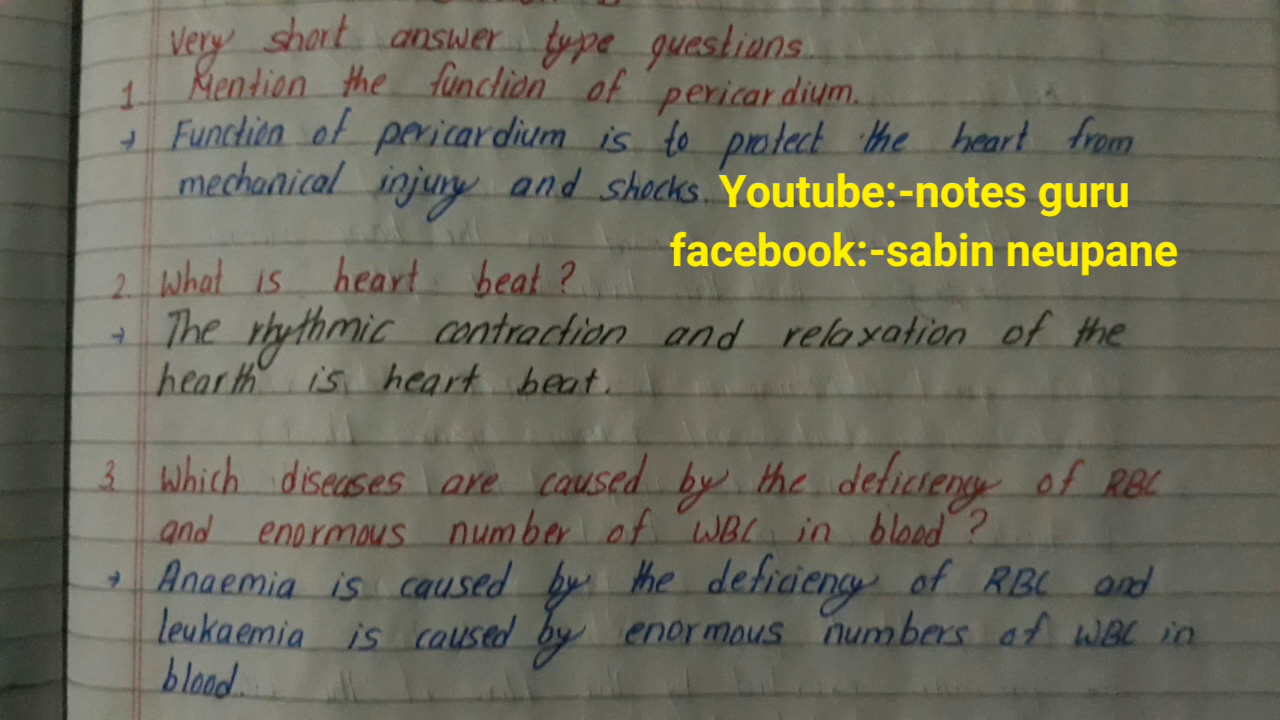 Very short answer type questions.
1 Mention the function of pericardium.
→ Function of pericardium is to protect the heart from
mechanical injury and shocks.
Youtube:-notes guru
facebook:-sabin neupane
2. What is heart beat?
→ The rhythmic contraction and relaxation of the
hearth is heart beat.
3 Which diseases are caused by the deficieny of RBC
and enormous number of WBC in blood?
→ Anaemia is caused by the deficieny of RBC and
leukaemia is caused by enormous numbers of WBC in
blood.